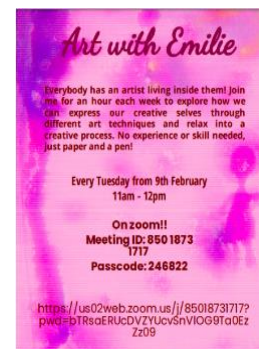 Art with Emilie
Everybody has an artist living inside them! Join
me for an hour each week to explore how we
can express our creative selves through
different art techniques and relax into a
creative process. No experience or skill needed,
just paper and a pen!
Every Tuesday from 9th February
11am - 12pm
On zoom!!
Meeting ID: 850 1873
1717
Passcode: 246822
https://us02web.zoom.us/j/85018731717?
pwd=bTRsaERUcDVZYUcvSnVIOG9Ta0Ez
Zz09